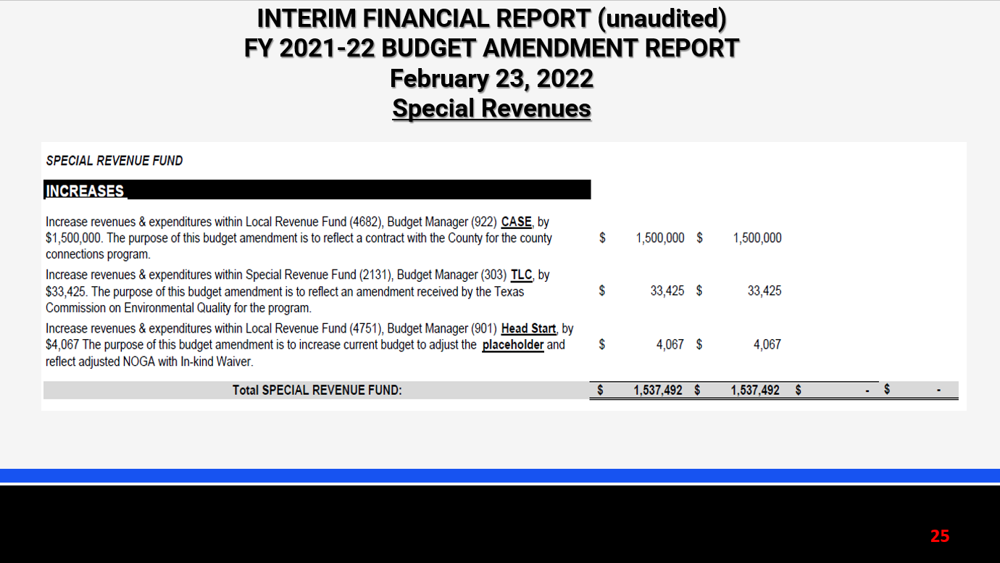 INTERIM FINANCIAL REPORT (unaudited)
FY 2021-22 BUDGET AMENDMENT REPORT
February 23, 2022
Special Revenues
SPECIAL REVENUE FUND
INCREASES
Increase revenues & expenditures within Local Revenue Fund (4682), Budget Manager (922) CASE, by
$1,500,000. The purpose of this budget amendment is to reflect a contract with the County for the county $ 1,500,000 $ 1,500,000
connections program.
Increase revenues & expenditures within Special Revenue Fund (2131), Budget Manager (303) TLC, by
$33,425. The purpose of this budget amendment is to reflect an amendment received by the Texas $ 33,425 $ 33,425
Commission on Environmental Quality for the program.
Increase revenues & expenditures within Local Revenue Fund (4751), Budget Manager (901) Head Start, by
$4,067 The purpose of this budget amendment is to increase current budget to adjust the placeholder and $ 4,067 $ 4,067
reflect adjusted NOGA with In-kind Waiver.
Total SPECIAL REVENUE FUND: $ 1,537,492 $ 1,537,492 $ - $ -
25